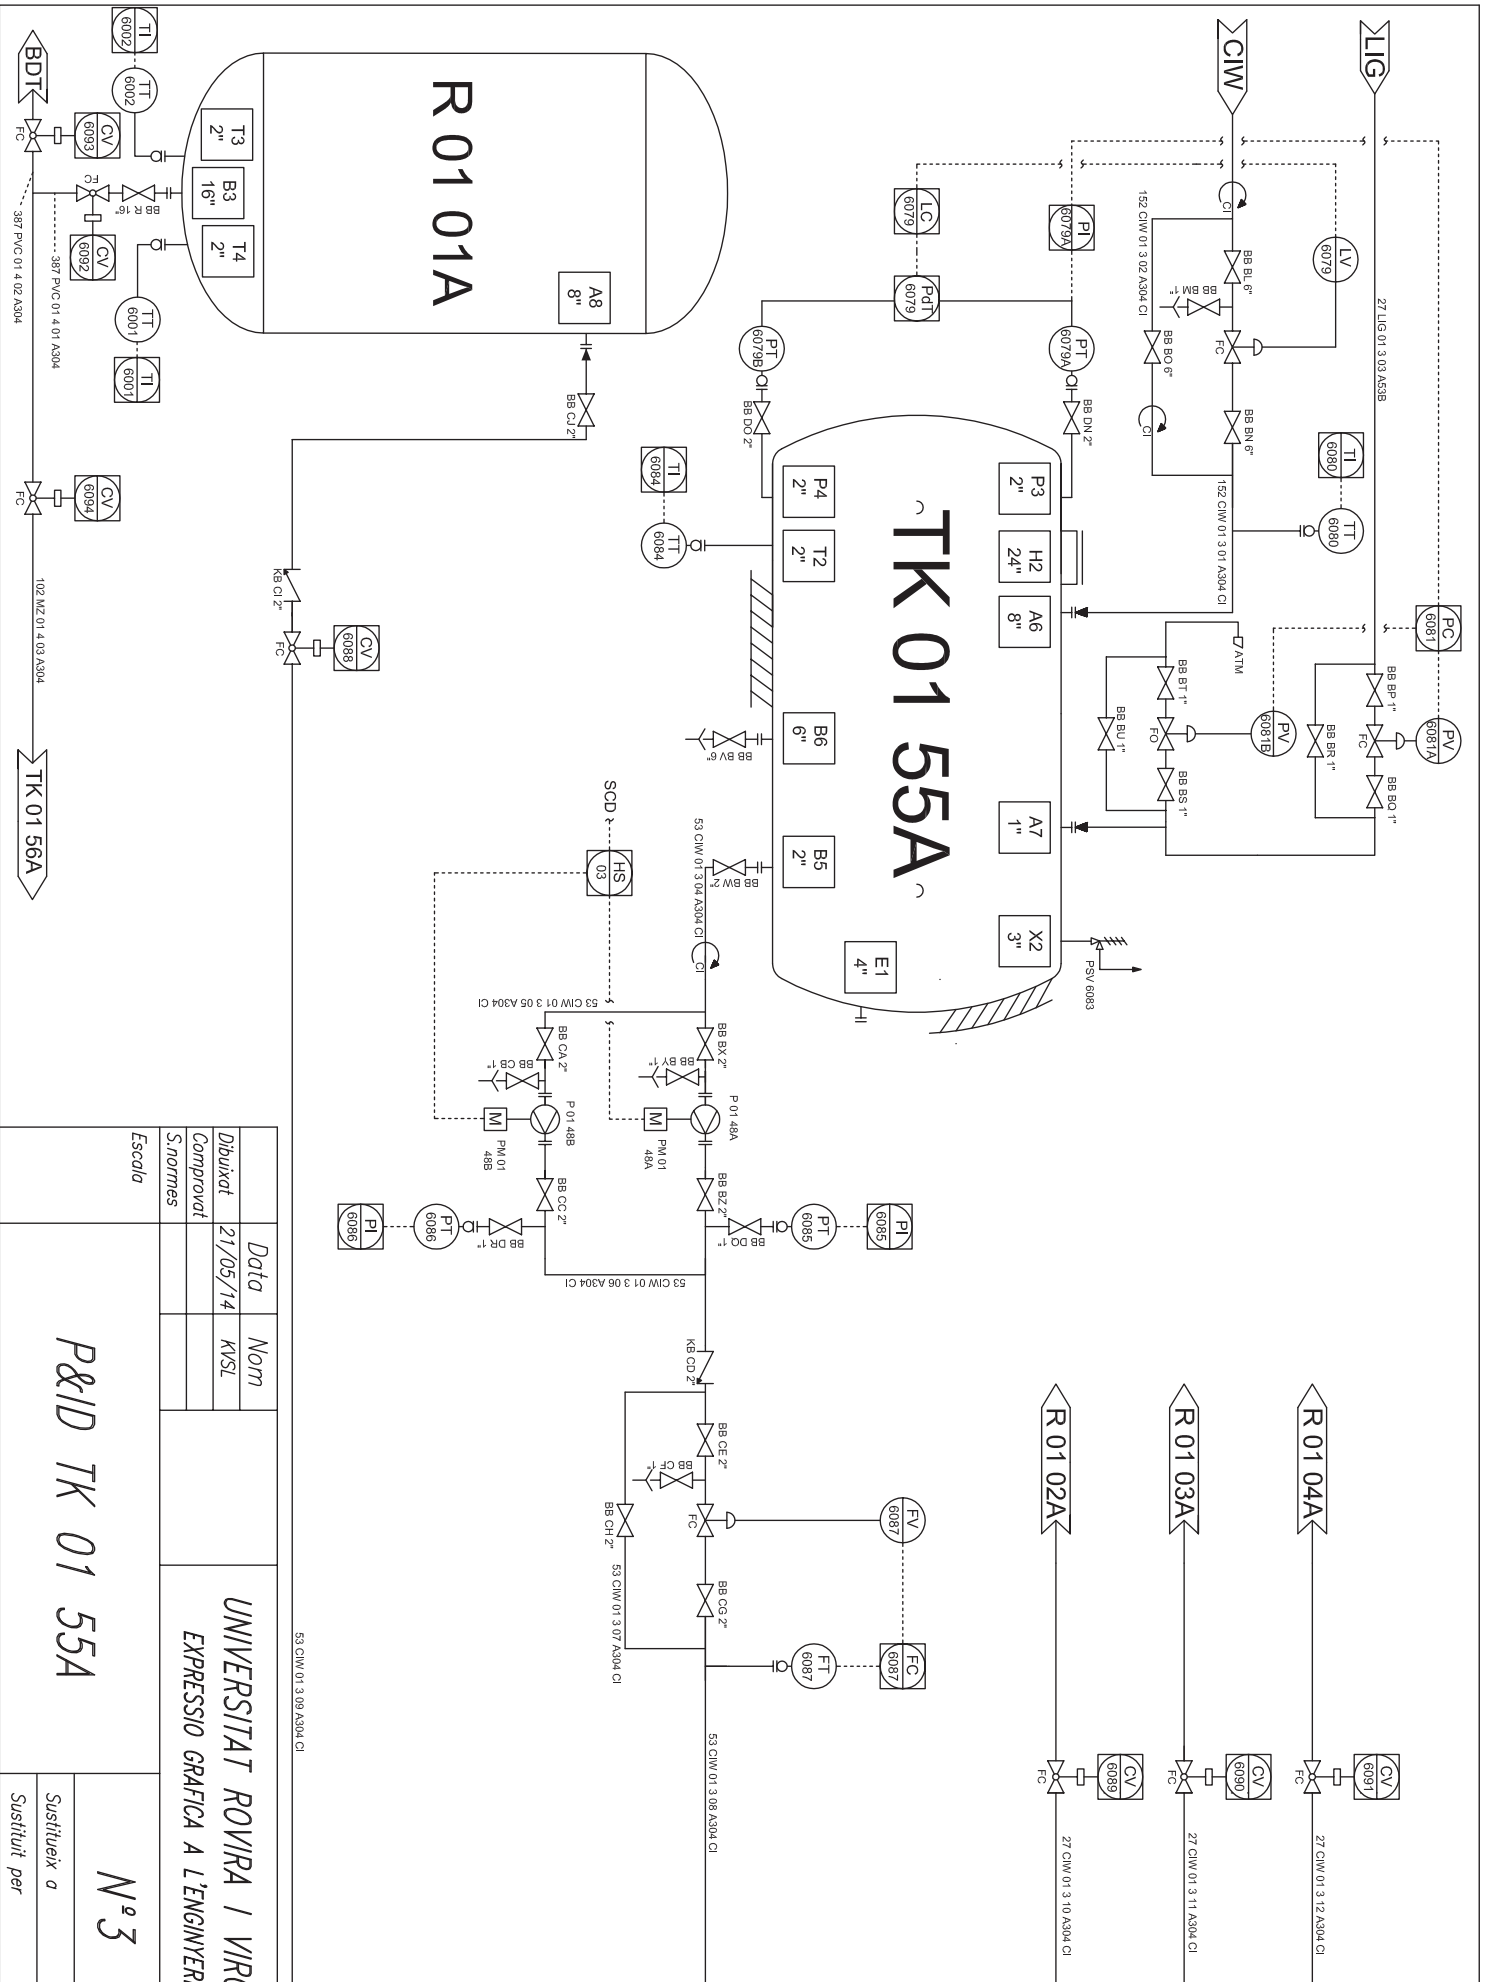 LIG
27 LIG 01 3 03 A53B
PC
6081
PV
6081A
BB BP 1"
FC
BB BQ 1"
BB BR 1"
CIW
CI
LV
6079
BB BL 6"
BB BM 1"
FC
BB BN 6"
BB BO 6"
CI
152 CIW 01 3 02 A304 CI
152 CIW 01 3 01 A304 CI
TI
6080
TT
6080
ATM
PV
6081B
BB BT 1"
FO
BB BS 1"
BB BU 1"
LC
6079
PI
6079A
PdT
6079
PT
6079B
PT
6079A
BB DO 2"
BB DN 2"
TI
6084
TT
6084
TK 01 55A
P3
2"
H2
24"
A6
8"
A7
1"
X2
3"
P4
2"
T2
2"
B6
6"
B5
2"
E1
4"
PSV 6083
BB BV 6"
BB BW 2"
R 01 01A
T3
2"
B3
16"
T4
2"
A8
8"
TI
6002
TT
6002
BDT
FC
CV
6093
FC
BB R 16"
CV
6092
387 PVC 01 4 02 A304
387 PVC 01 4 01 A304
TT
6001
TI
6001
CV
6094
FC
102 MZ 01 4 03 A304
TK 01 56A
BB CJ 2"
KB CI 2"
FC
CV
6088
53 CIW 01 3 09 A304 CI
SCD
HS
03
53 CIW 01 3 04 A304 CI
CI
53 CIW 01 3 05 A304 CI
BB CA 2"
BB CB 1"
BB BX 2"
BB BY 1"
P 01 48B
M
PM 01
48B
P 01 48A
M
PM 01
48A
BB CC 2"
BB BZ 2"
PI
6086
PT
6086
BB DR 1"
BB DQ 1"
PT
6085
PI
6085
53 CIW 01 3 06 A304 CI
KB CD 2"
BB CE 2"
BB CF 1"
FC
BB CG 2"
BB CH 2"
53 CIW 01 3 07 A304 CI
FV
6087
FC
6087
FT
6087
53 CIW 01 3 08 A304 CI
R 01 04A
FC
CV
6091
27 CIW 01 3 12 A304 CI
R 01 03A
FC
CV
6090
27 CIW 01 3 11 A304 CI
R 01 02A
FC
CV
6089
27 CIW 01 3 10 A304 CI
Data
Nom
Dibuixat
21/05/14
KVSL
Comprovat
S.normes
Escala
UNIVERSITAT ROVIRA I VIRG
EXPRESSIO GRAFICA A L'ENGINYER
P&ID TK 01 55A
Nº3
Sustitueix a
Sustituit per